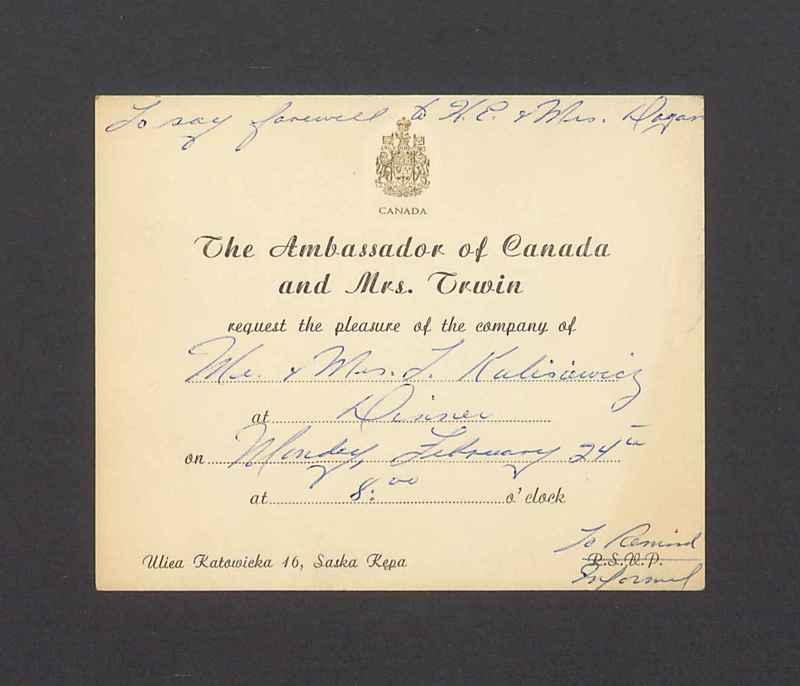 To say farewell to H.E. & Mrs. Dogan
CANADA
The Ambassador of Canada
and Mrs. Irwin
request the pleasure of the company of
Mr. & Mrs. L. Kalisiewicz
at Dinner
on Monday, February 24th
at 8:00 o'clock
To Remind
Ulica Katowicka 16, Saska Kępa R.S.V.P.
Informal